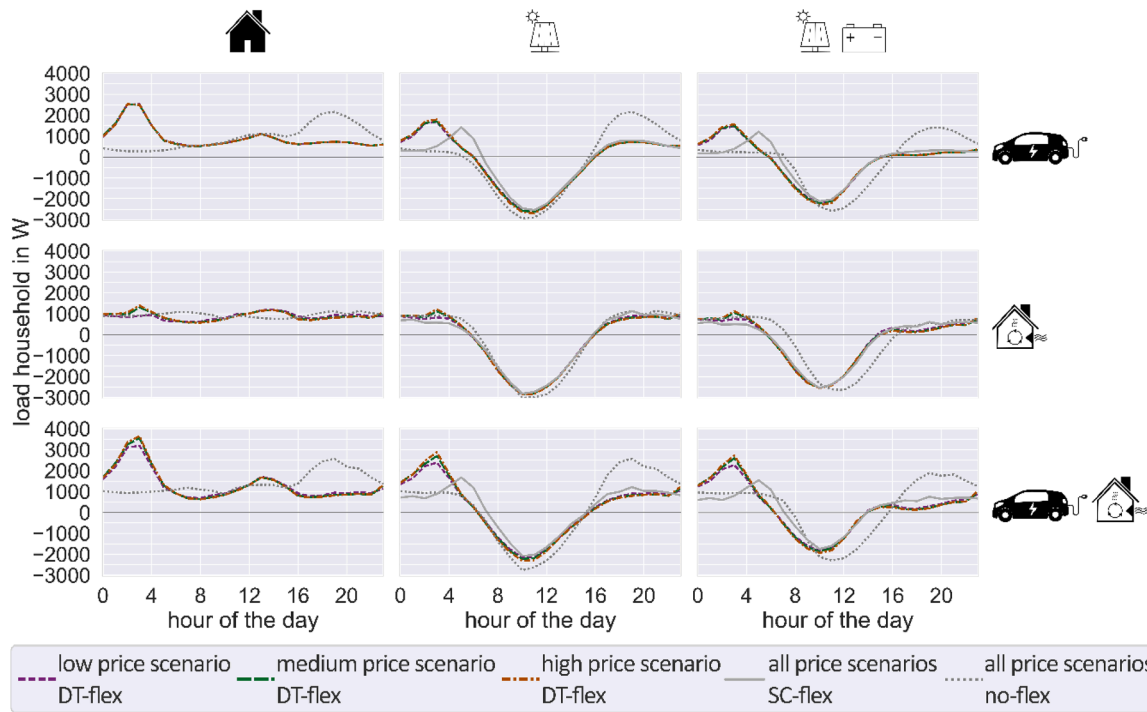 4000
3000
2000
1000
0
−1000
−2000
−3000
4000
3000
2000
1000
0
−1000
−2000
−3000
4000
3000
2000
1000
0
−1000
−2000
−3000
load household in W
0 4 8 12 16 20
0 4 8 12 16 20
0 4 8 12 16 20
hour of the day
hour of the day
hour of the day
low price scenario
DT-flex
medium price scenario
DT-flex
high price scenario
DT-flex
all price scenarios
SC-flex
all price scenarios
no-flex